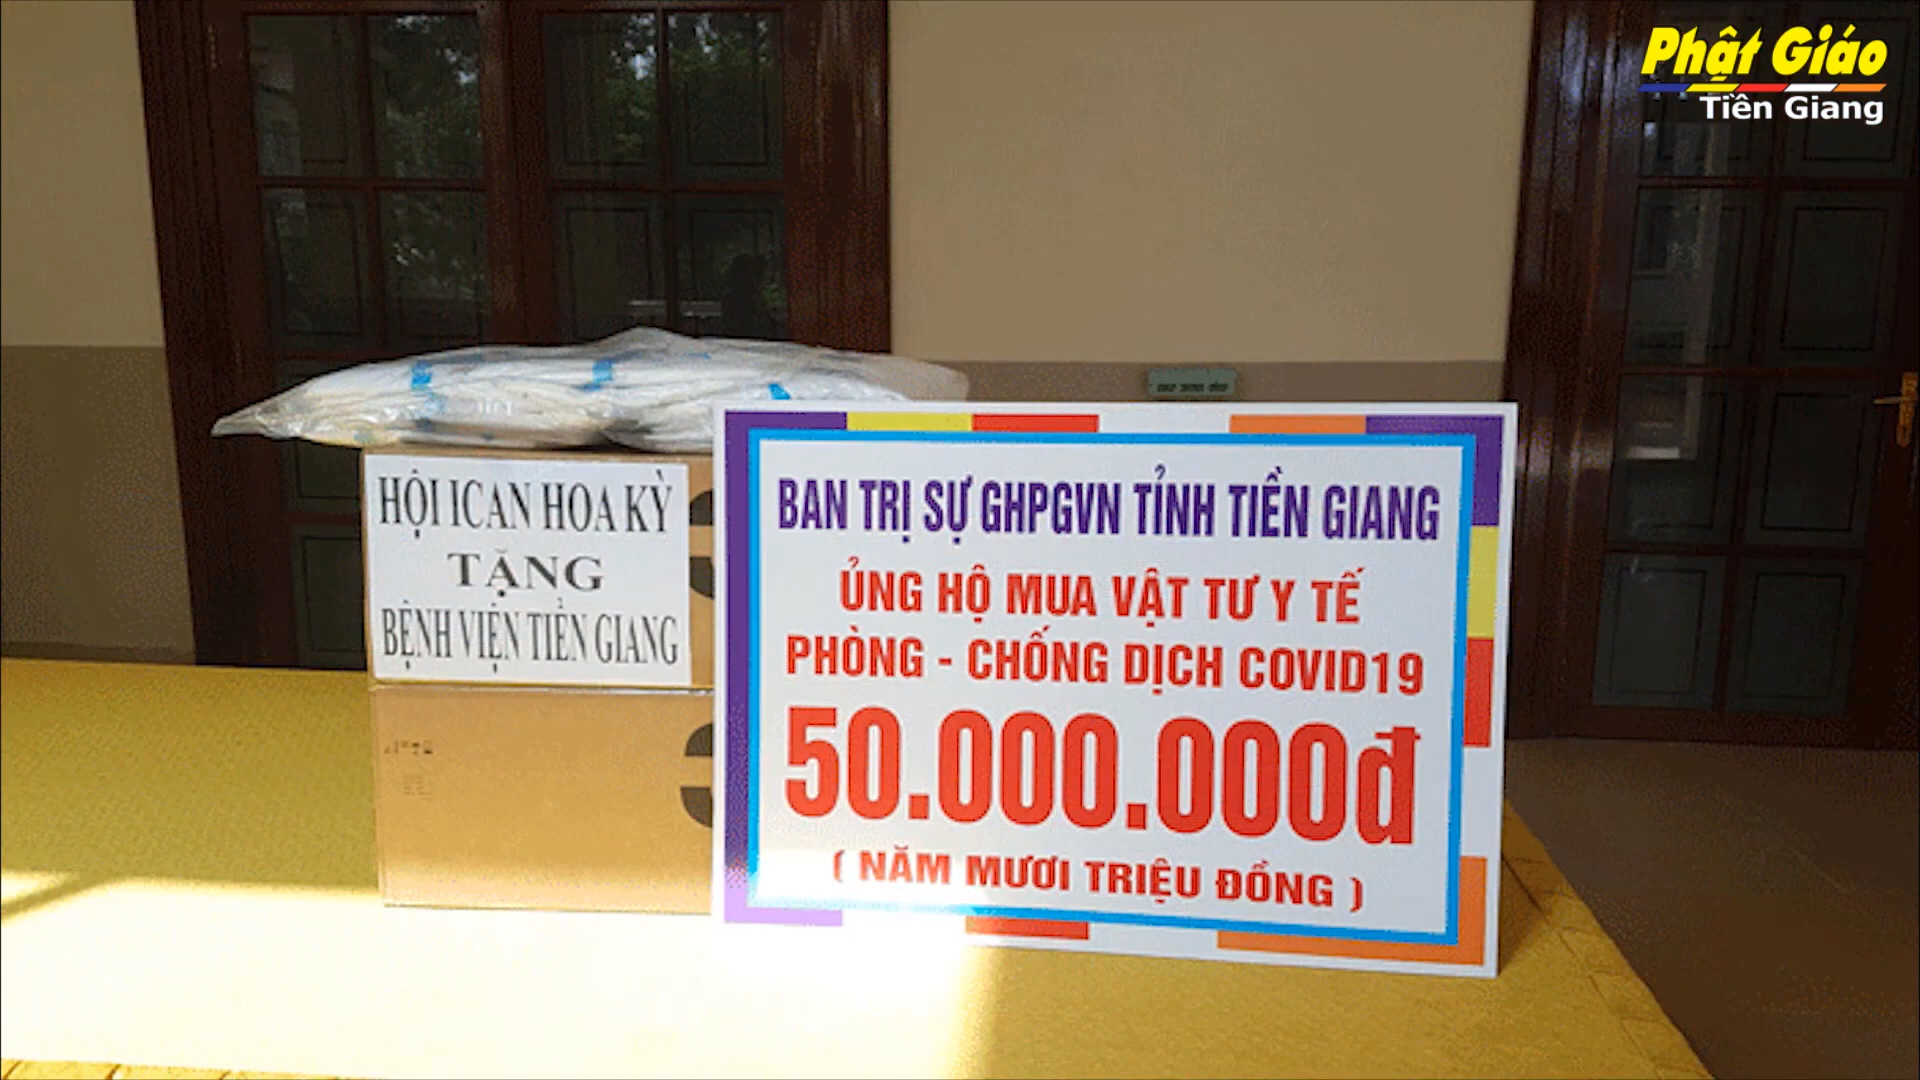 Phật Giáo
Tiền Giang
HỘI ICAN HOA KỲ
TẶNG
BỆNH VIỆN TIỀN GIANG
BAN TRỊ SỰ GHPGVN TỈNH TIỀN GIANG
ỦNG HỘ MUA VẬT TƯ Y TẾ
PHÒNG - CHỐNG DỊCH COVID19
50.000.000đ
( NĂM MƯƠI TRIỆU ĐỒNG )